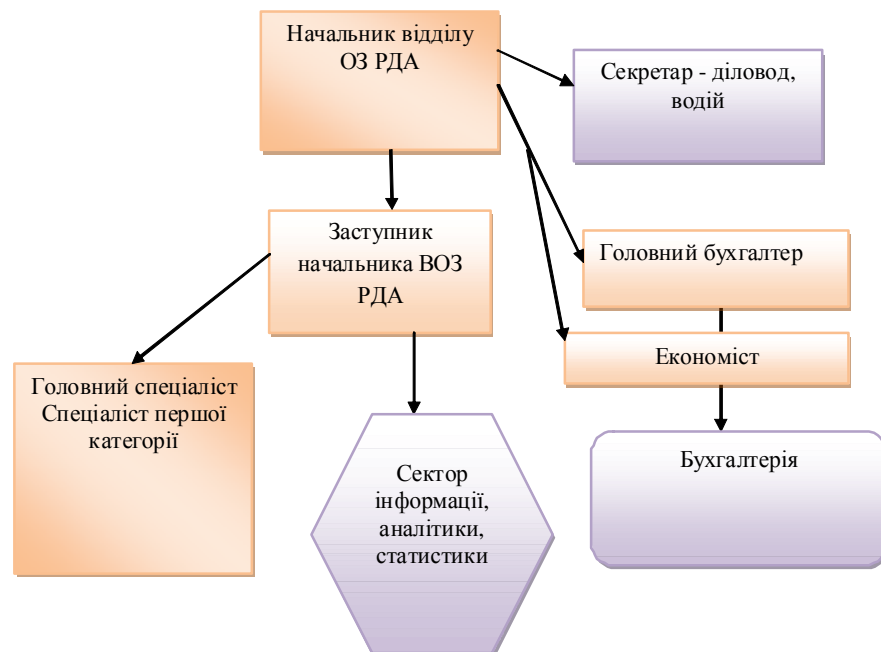 Начальник відділу
ОЗ РДА
Секретар - діловод,
водій
Заступник
начальника ВОЗ
РДА
Головний бухгалтер
Економіст
Головний спеціаліст
Спеціаліст першої
категорії
Сектор
інформації,
аналітики,
статистики
Бухгалтерія